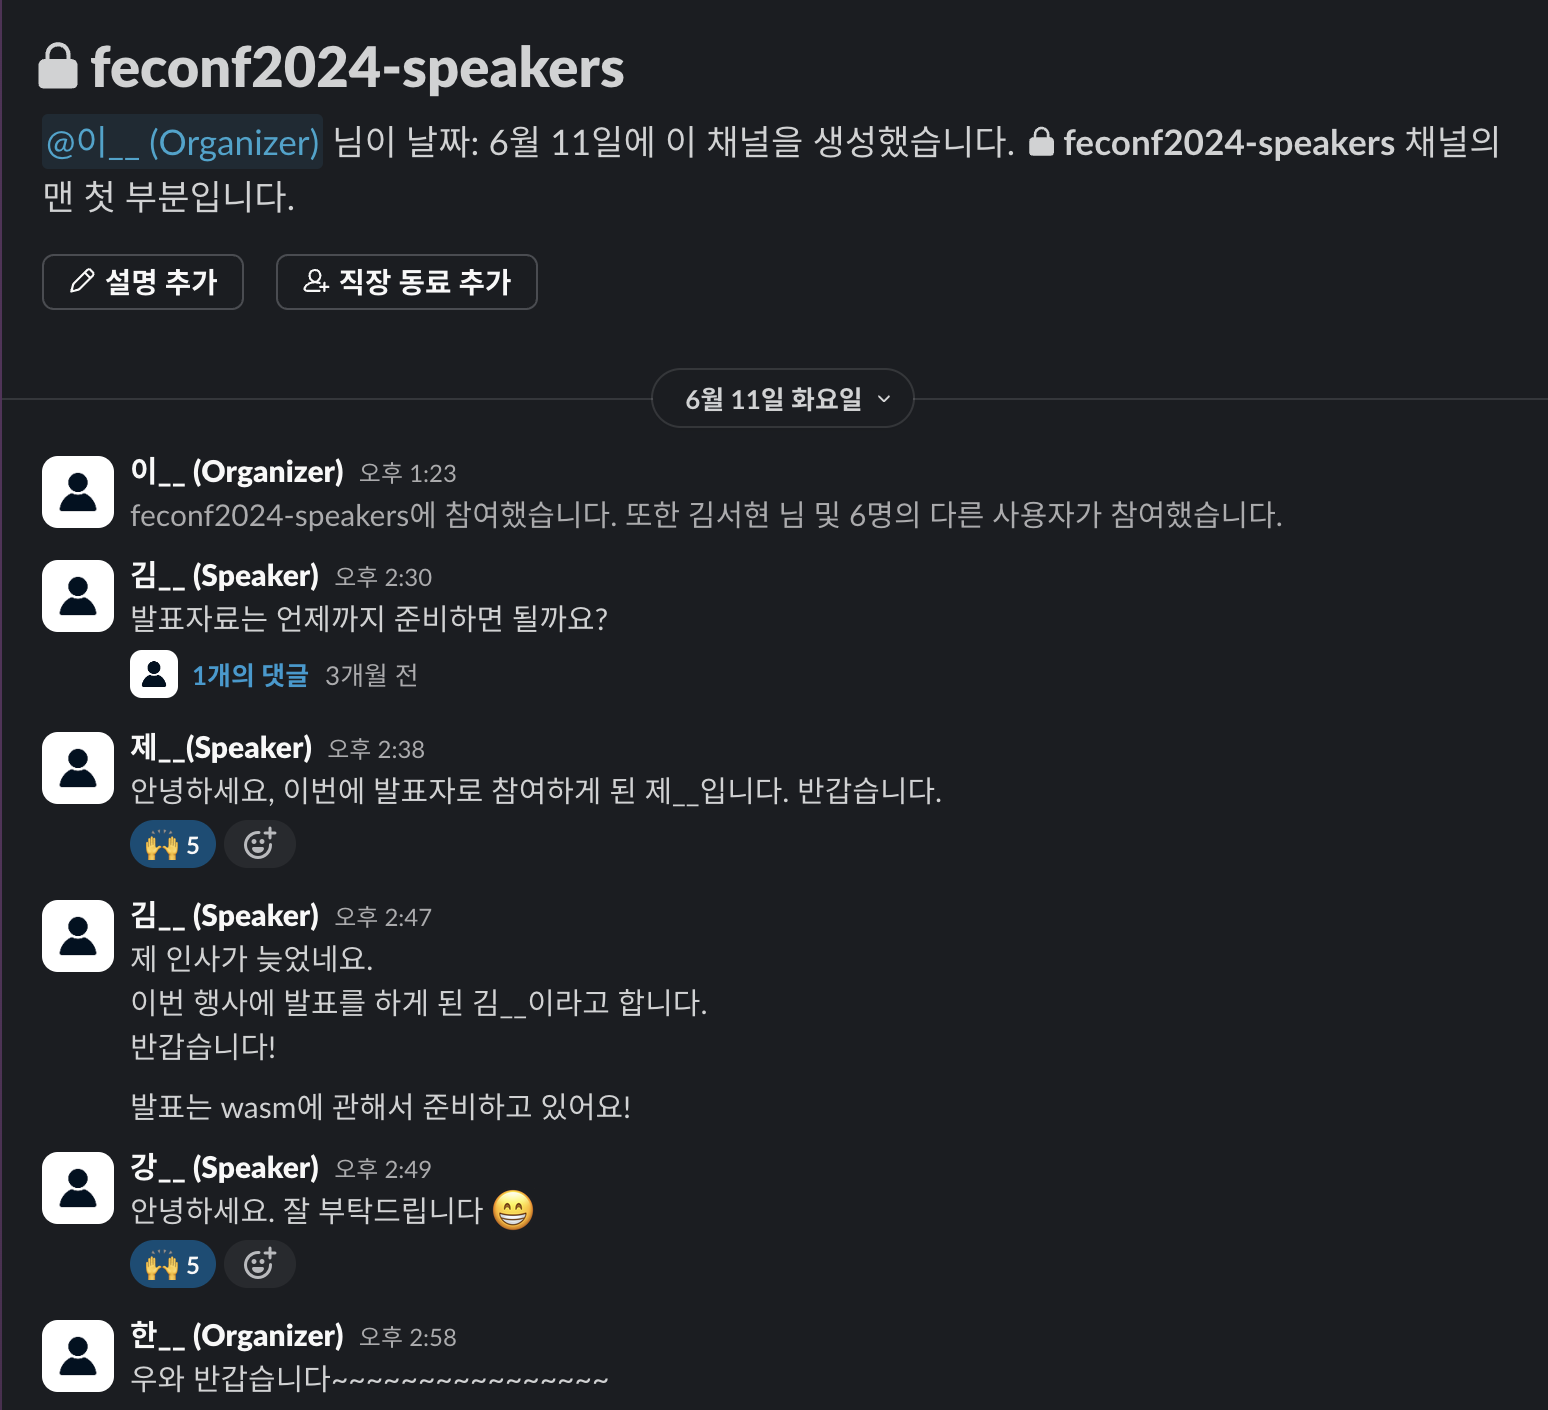 feconf2024-speakers
@이__ (Organizer) 님이 날짜: 6월 11일에 이 채널을 생성했습니다. feconf2024-speakers 채널의
맨 첫 부분입니다.
설명 추가
직장 동료 추가
6월 11일 화요일
이__ (Organizer) 오후 1:23
feconf2024-speakers에 참여했습니다. 또한 김서현 님 및 6명의 다른 사용자가 참여했습니다.
김__ (Speaker) 오후 2:30
발표자료는 언제까지 준비하면 될까요?
1개의 댓글 3개월 전
제__(Speaker) 오후 2:38
안녕하세요, 이번에 발표자로 참여하게 된 제__입니다. 반갑습니다.
🙌 5
김__ (Speaker) 오후 2:47
제 인사가 늦었네요.
이번 행사에 발표를 하게 된 김__이라고 합니다.
반갑습니다!
발표는 wasm에 관해서 준비하고 있어요!
강__ (Speaker) 오후 2:49
안녕하세요. 잘 부탁드립니다 😁
🙌 5
한__ (Organizer) 오후 2:58
우와 반갑습니다~~~~~~~~~~~~~~~~